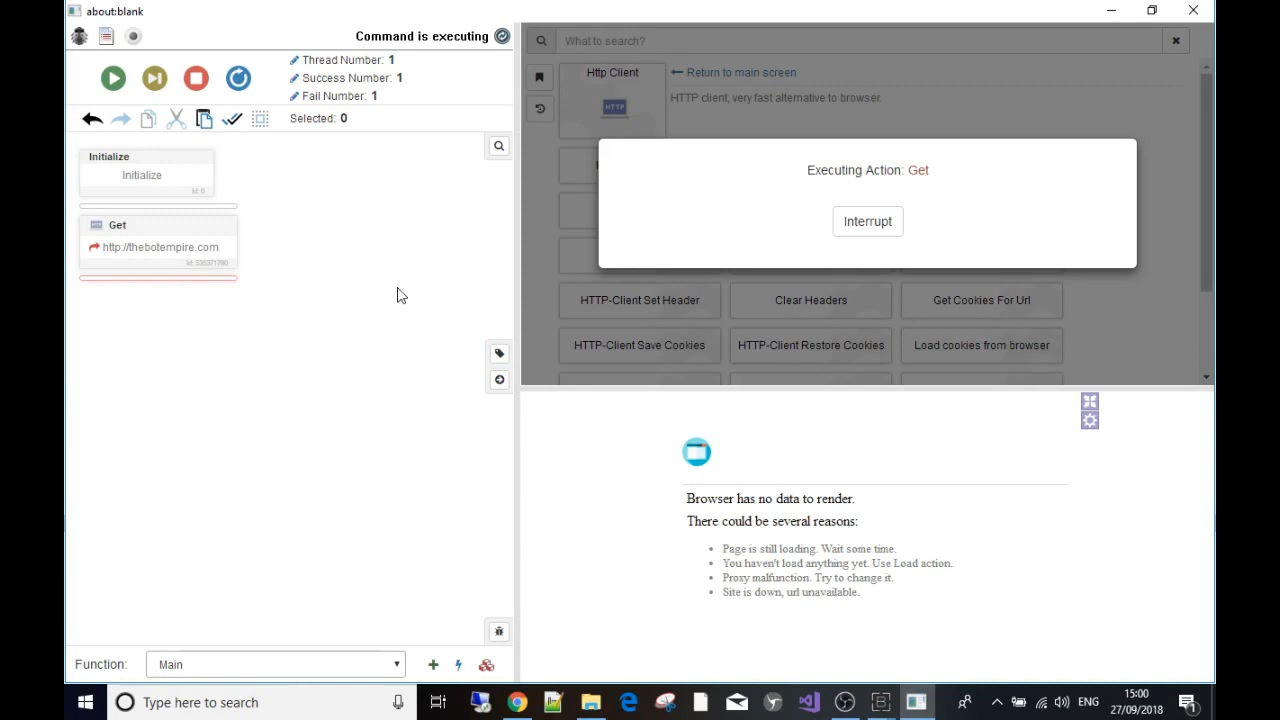 about:blank
Command is executing
Thread Number: 1
Success Number: 1
Fail Number: 1
Selected: 0
Initialize
Initialize
Get
http://thebotempire.com
Function:
Main
What to search?
Http Client
HTTP
Return to main screen
HTTP client, very fast alternative to browser.
Executing Action: Get
Interrupt
HTTP-Client Set Header
Clear Headers
Get Cookies For Url
HTTP-Client Save Cookies
HTTP-Client Restore Cookies
Load cookies from browser
Browser has no data to render.
There could be several reasons:
Page is still loading. Wait some time.
You haven't load anything yet. Use Load action.
Proxy malfunction. Try to change it.
Site is down, url unavailable.
Type here to search
ENG
15:00
27/09/2018
1